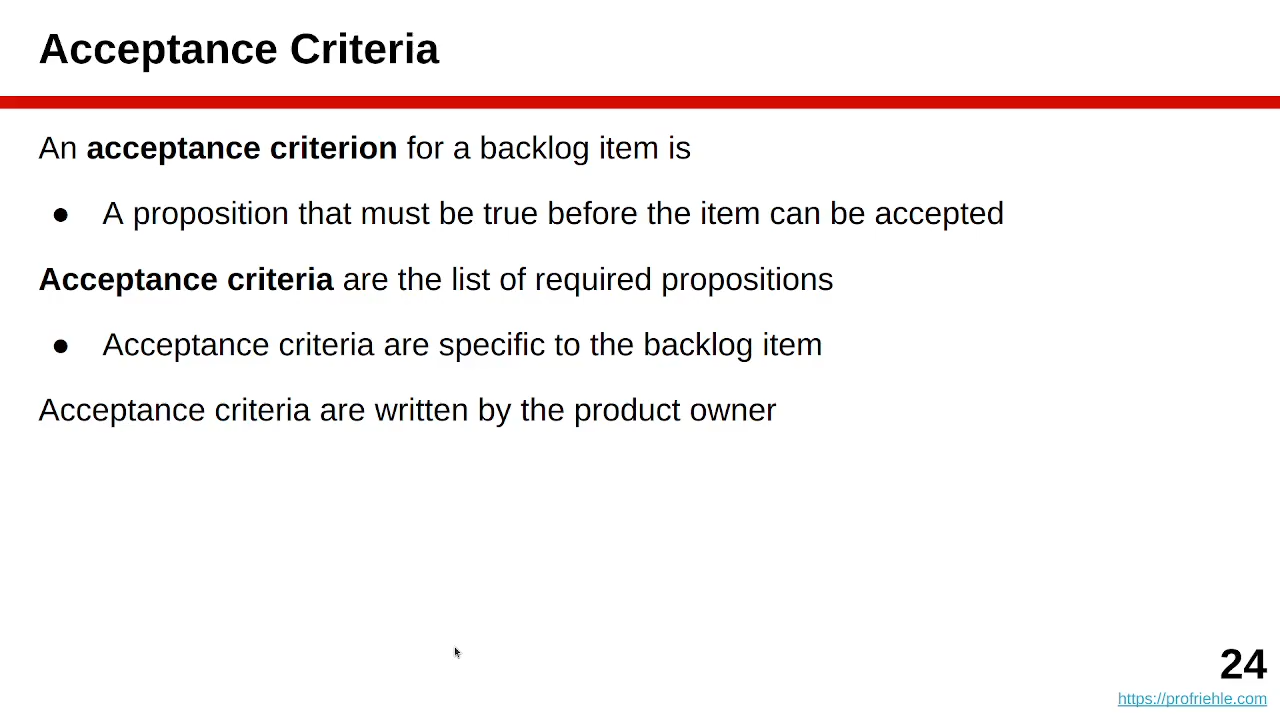 Acceptance Criteria
An acceptance criterion for a backlog item is
● A proposition that must be true before the item can be accepted
Acceptance criteria are the list of required propositions
● Acceptance criteria are specific to the backlog item
Acceptance criteria are written by the product owner
24
https://profriehle.com